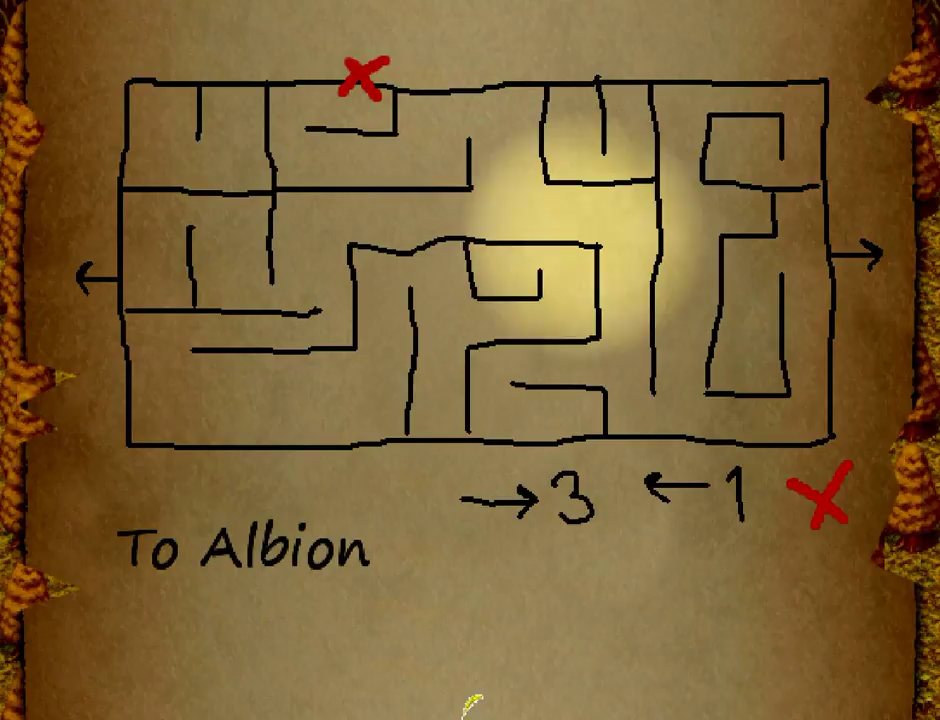 →3 ←1 X
To Albion